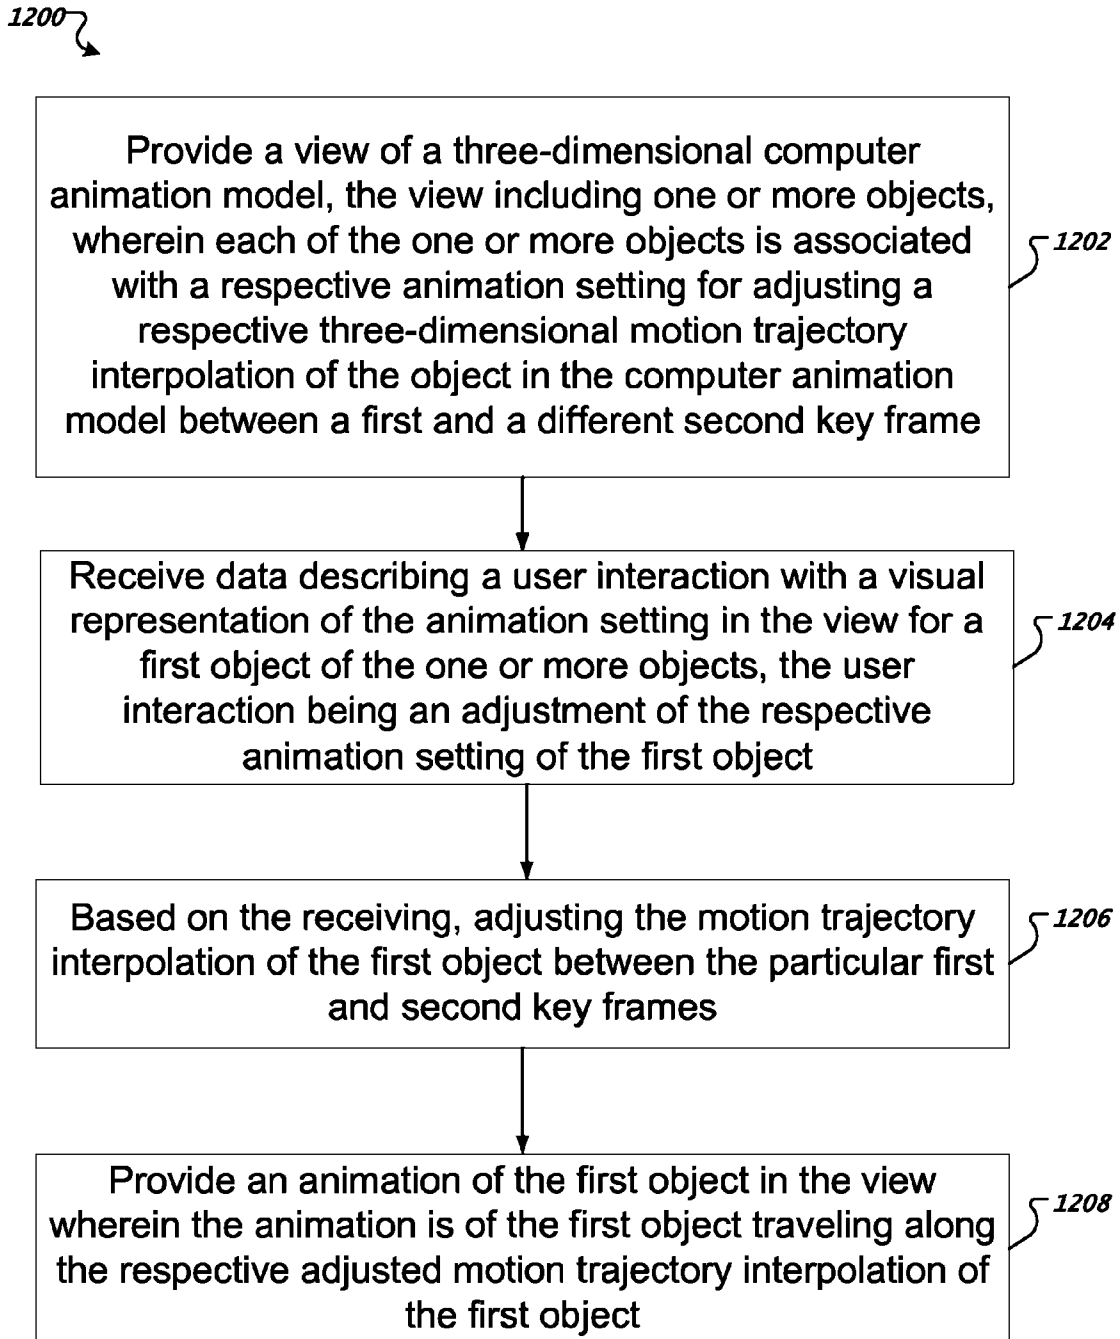 1200
Provide a view of a three-dimensional computer
animation model, the view including one or more objects,
wherein each of the one or more objects is associated
with a respective animation setting for adjusting a
respective three-dimensional motion trajectory
interpolation of the object in the computer animation
model between a first and a different second key frame
1202
Receive data describing a user interaction with a visual
representation of the animation setting in the view for a
first object of the one or more objects, the user
interaction being an adjustment of the respective
animation setting of the first object
1204
Based on the receiving, adjusting the motion trajectory
interpolation of the first object between the particular first
and second key frames
1206
Provide an animation of the first object in the view
wherein the animation is of the first object traveling along
the respective adjusted motion trajectory interpolation of
the first object
1208